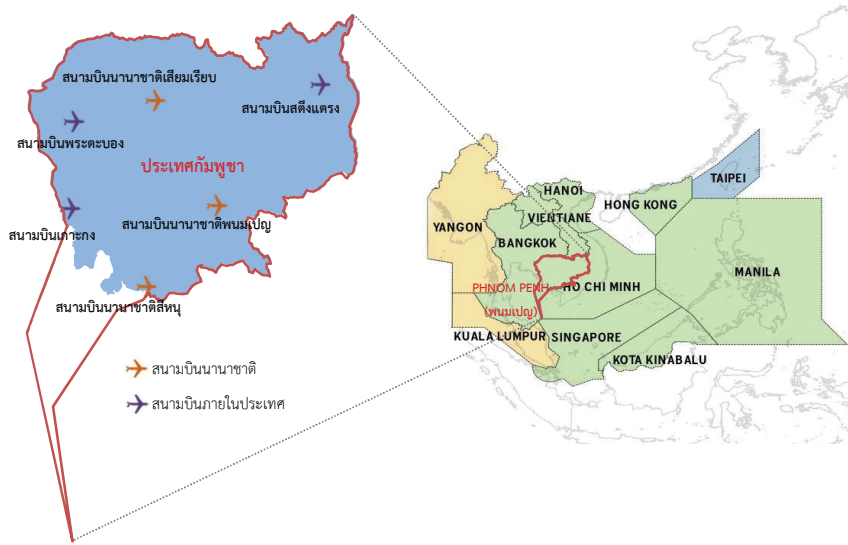 สนามบินนานาชาติเสียมเรียบ
สนามบินสตึงแตรง
สนามบินพระตะบอง
ประเทศกัมพูชา
สนามบินนานาชาติพนมเปญ
สนามบินเกาะกง
สนามบินนานาชาติสีหนุ
สนามบินนานาชาติ
สนามบินภายในประเทศ
TAIPEI
HANOI
HONG KONG
VIENTIANE
YANGON
BANGKOK
MANILA
PHNOM PENH
(พนมเปญ)
HO CHI MINH
KUALA LUMPUR
SINGAPORE
KOTA KINABALU